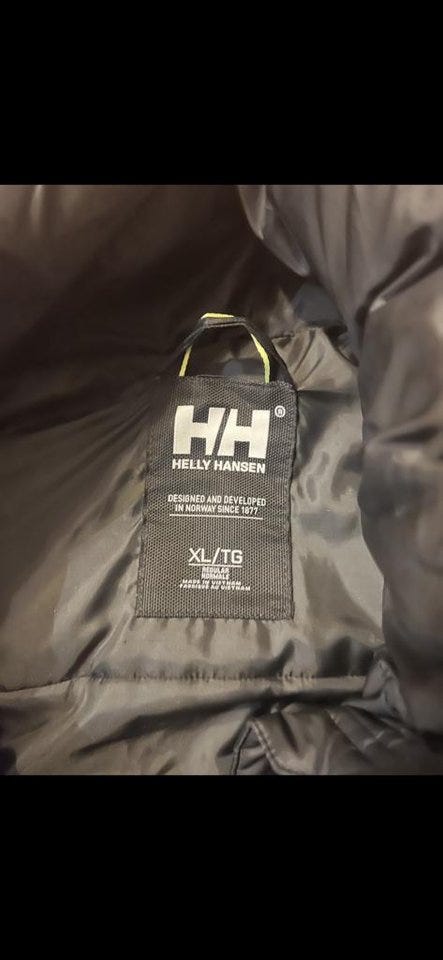 HH®
HELLY HANSEN
DESIGNED AND DEVELOPED
IN NORWAY SINCE 1877
XL/TG
REGULAR
NORMALE
MADE IN VIETNAM
FABRIQUÉ AU VIETNAM